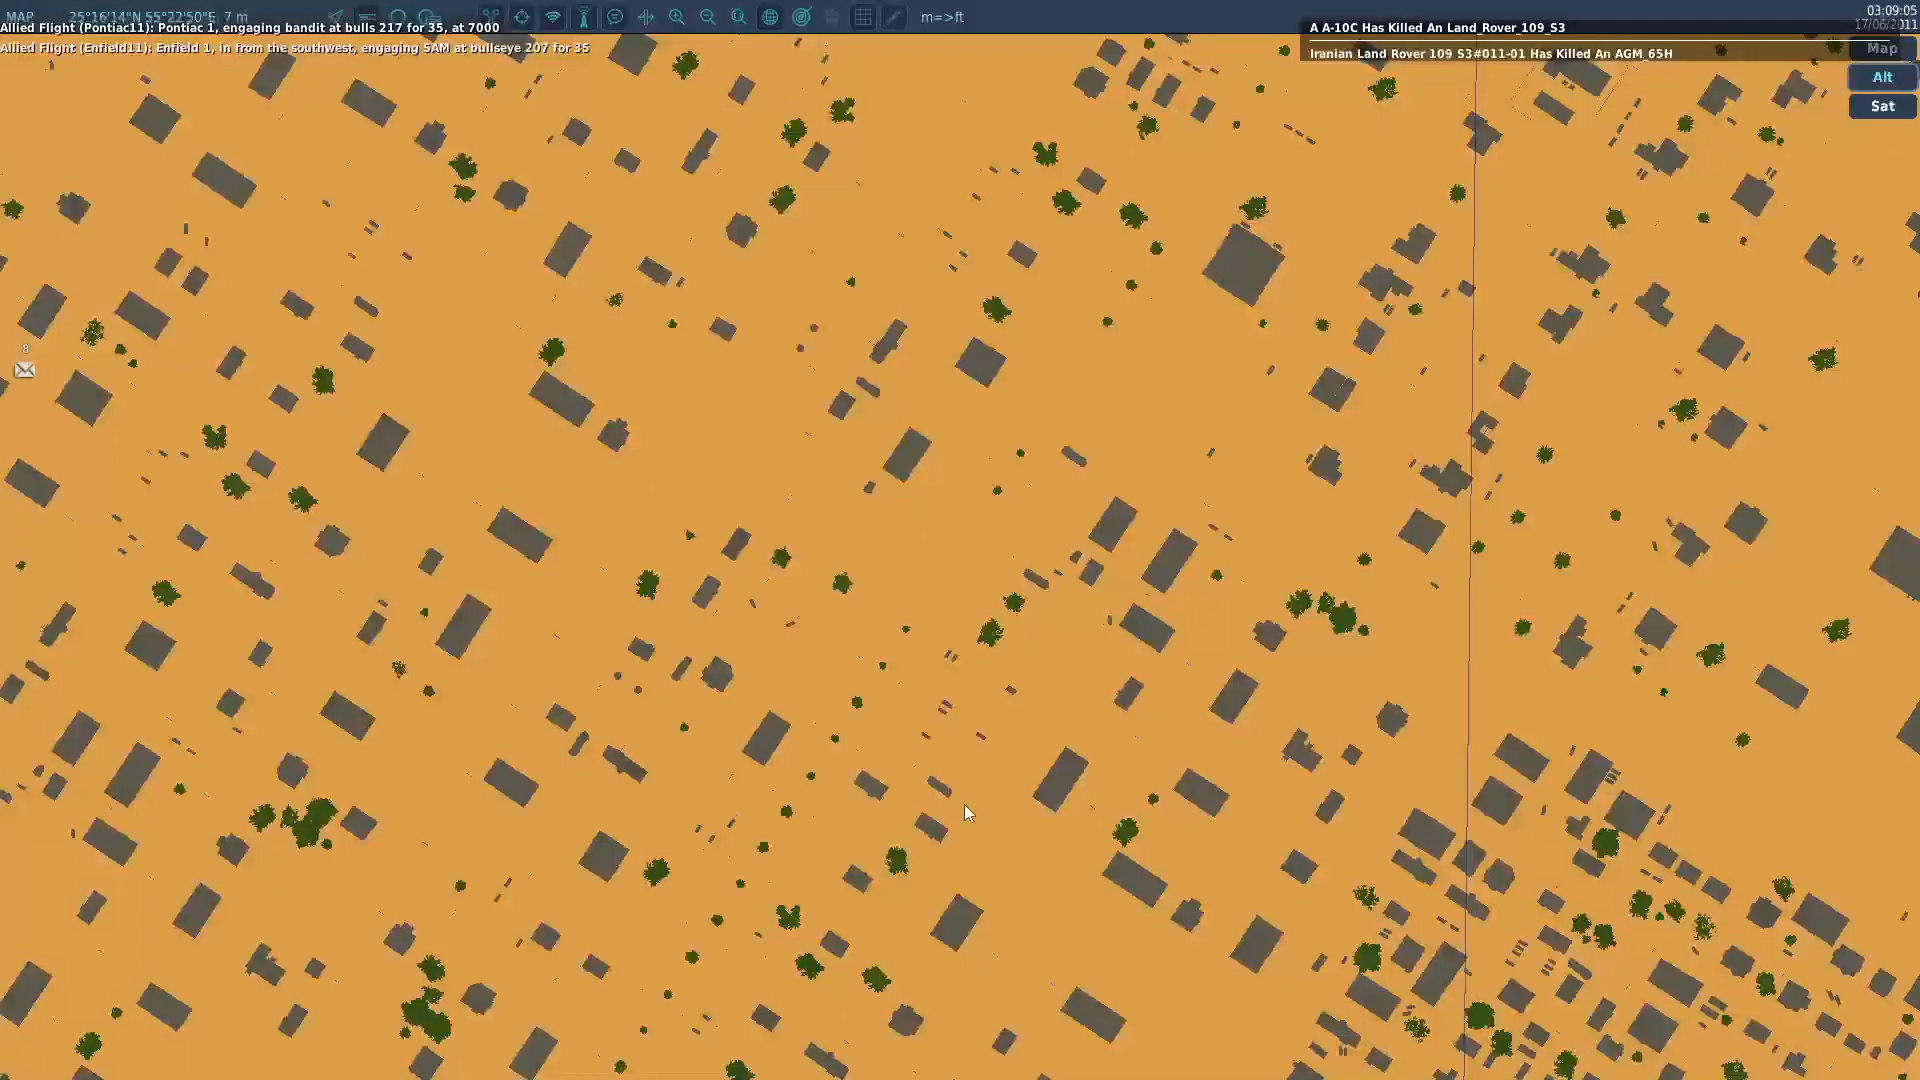 MAP 25°16'14"N 55°22'50"E, 7 m m=>ft 03:09:05
17/06/2011
Allied Flight (Pontiac11): Pontiac 1, engaging bandit at bulls 217 for 35, at 7000
Allied Flight (Enfield11): Enfield 1, in from the southwest, engaging SAM at bullseye 207 for 35
A A-10C Has Killed An Land_Rover_109_S3
Iranian Land Rover 109 S3#011-01 Has Killed An AGM_65H
Map
Alt
Sat
8